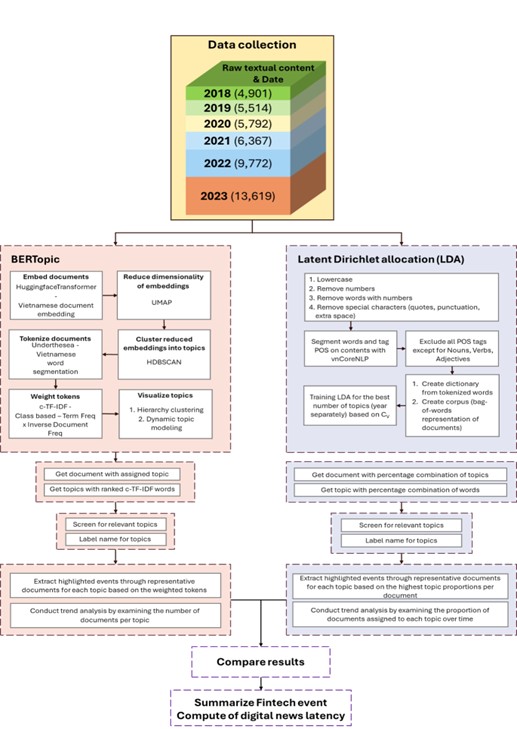 Data collection
Raw textual content
& Date
2018 (4,901)
2019 (5,514)
2020 (5,792)
2021 (6,367)
2022 (9,772)
2023 (13,619)
BERTopic
Embed documents
HuggingfaceTransformer
-
Vietnamese document
embedding
Reduce dimensionality
of embeddings
UMAP
Tokenize documents
Underthesea -
Vietnamese
word
segmentation
Cluster reduced
embeddings into topics
HDBSCAN
Weight tokens
c-TF-IDF -
Class based – Term Freq
x Inverse Document
Freq
Visualize topics
1. Hierarchy clustering
2. Dynamic topic
modeling
Get document with assigned topic
Get topics with ranked c-TF-IDF words
Screen for relevant topics
Label name for topics
Extract highlighted events through representative
documents for each topic based on the weighted tokens
Conduct trend analysis by examining the number of
documents per topic
Latent Dirichlet allocation (LDA)
1. Lowercase
2. Remove numbers
3. Remove words with numbers
4. Remove special characters (quotes, punctuation,
extra space)
Segment words and tag
POS on contents with
vnCoreNLP
Exclude all POS tags
except for Nouns, Verbs,
Adjectives
Training LDA for the best
number of topics (year
separately) based on Cv
1. Create dictionary
from tokenized words
2. Create corpus (bag-
of-words
representation of
documents)
Get document with percentage combination of topics
Get topic with percentage combination of words
Screen for relevant topics
Label name for topics
Extract highlighted events through representative documents
for each topic based on the highest topic proportions per
document
Conduct trend analysis by examining the proportion of
documents assigned to each topic over time
Compare results
Summarize Fintech event
Compute of digital news latency